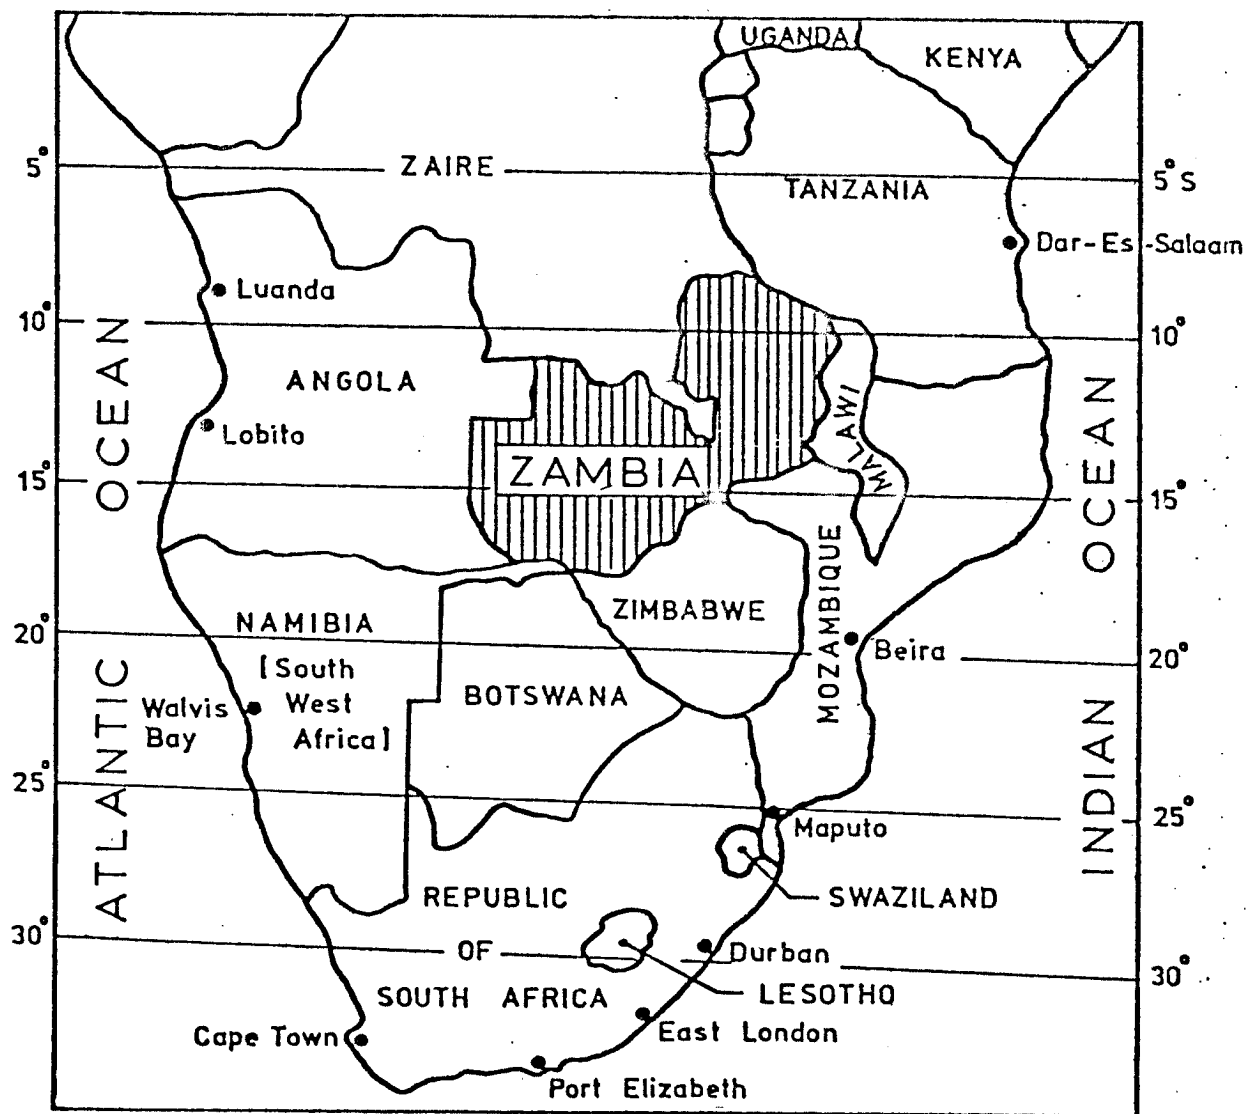 UGANDA
KENYA
5°
ZAIRE
TANZANIA
5°S
Dar-Es-Salaam
Luanda
10°
10°
ANGOLA
MALAWI
Lobito
ZAMBIA
15°
15°
ATLANTIC OCEAN
INDIAN OCEAN
MOZAMBIQUE
ZIMBABWE
NAMIBIA
[South
West
Africa]
20°
Beira
20°
BOTSWANA
Walvis
Bay
25°
25°
Maputo
SWAZILAND
REPUBLIC
OF
SOUTH AFRICA
30°
Durban
30°
LESOTHO
East London
Cape Town
Port Elizabeth